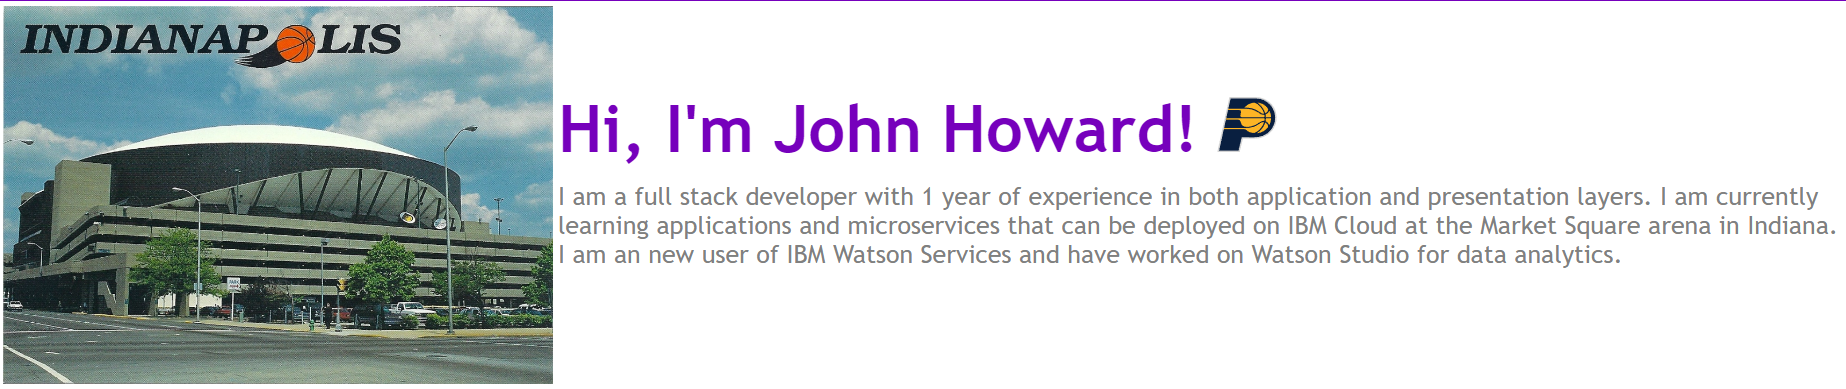 INDIANAPOLIS
Hi, I'm John Howard!
I am a full stack developer with 1 year of experience in both application and presentation layers. I am currently
learning applications and microservices that can be deployed on IBM Cloud at the Market Square arena in Indiana.
I am an new user of IBM Watson Services and have worked on Watson Studio for data analytics.